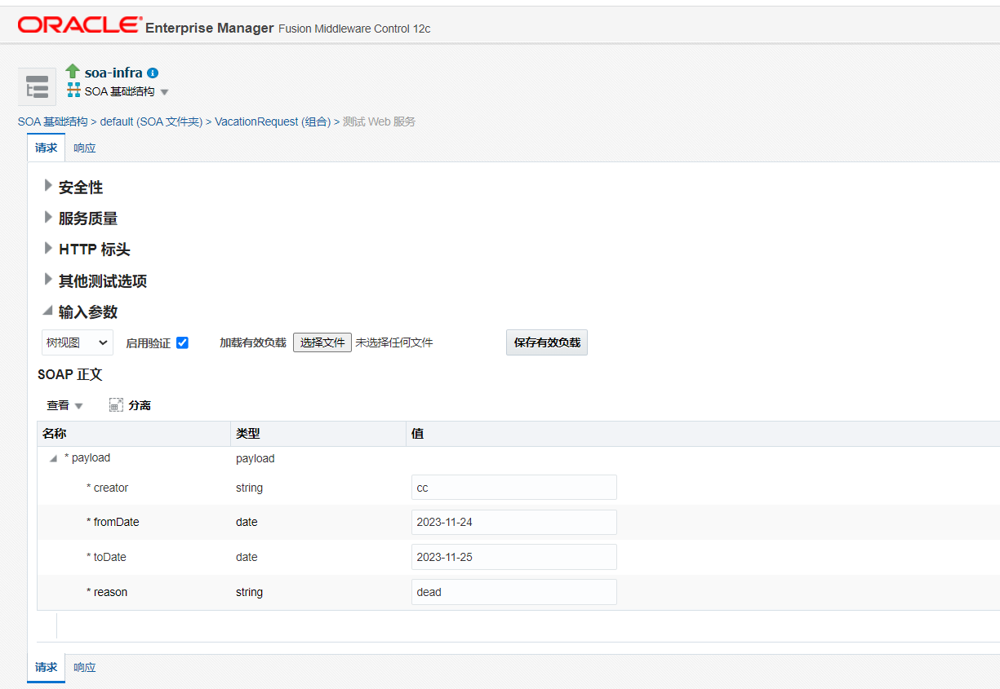 ORACLE Enterprise Manager Fusion Middleware Control 12c
soa-infra
SOA 基础结构
SOA 基础结构 > default (SOA 文件夹) > VacationRequest (组合) > 测试 Web 服务
请求 响应
安全性
服务质量
HTTP 标头
其他测试选项
输入参数
树视图 启用验证 加载有效负载 选择文件 未选择任何文件 保存有效负载
SOAP 正文
查看 分离
名称 类型 值
* payload payload
* creator string cc
* fromDate date 2023-11-24
* toDate date 2023-11-25
* reason string dead
请求 响应